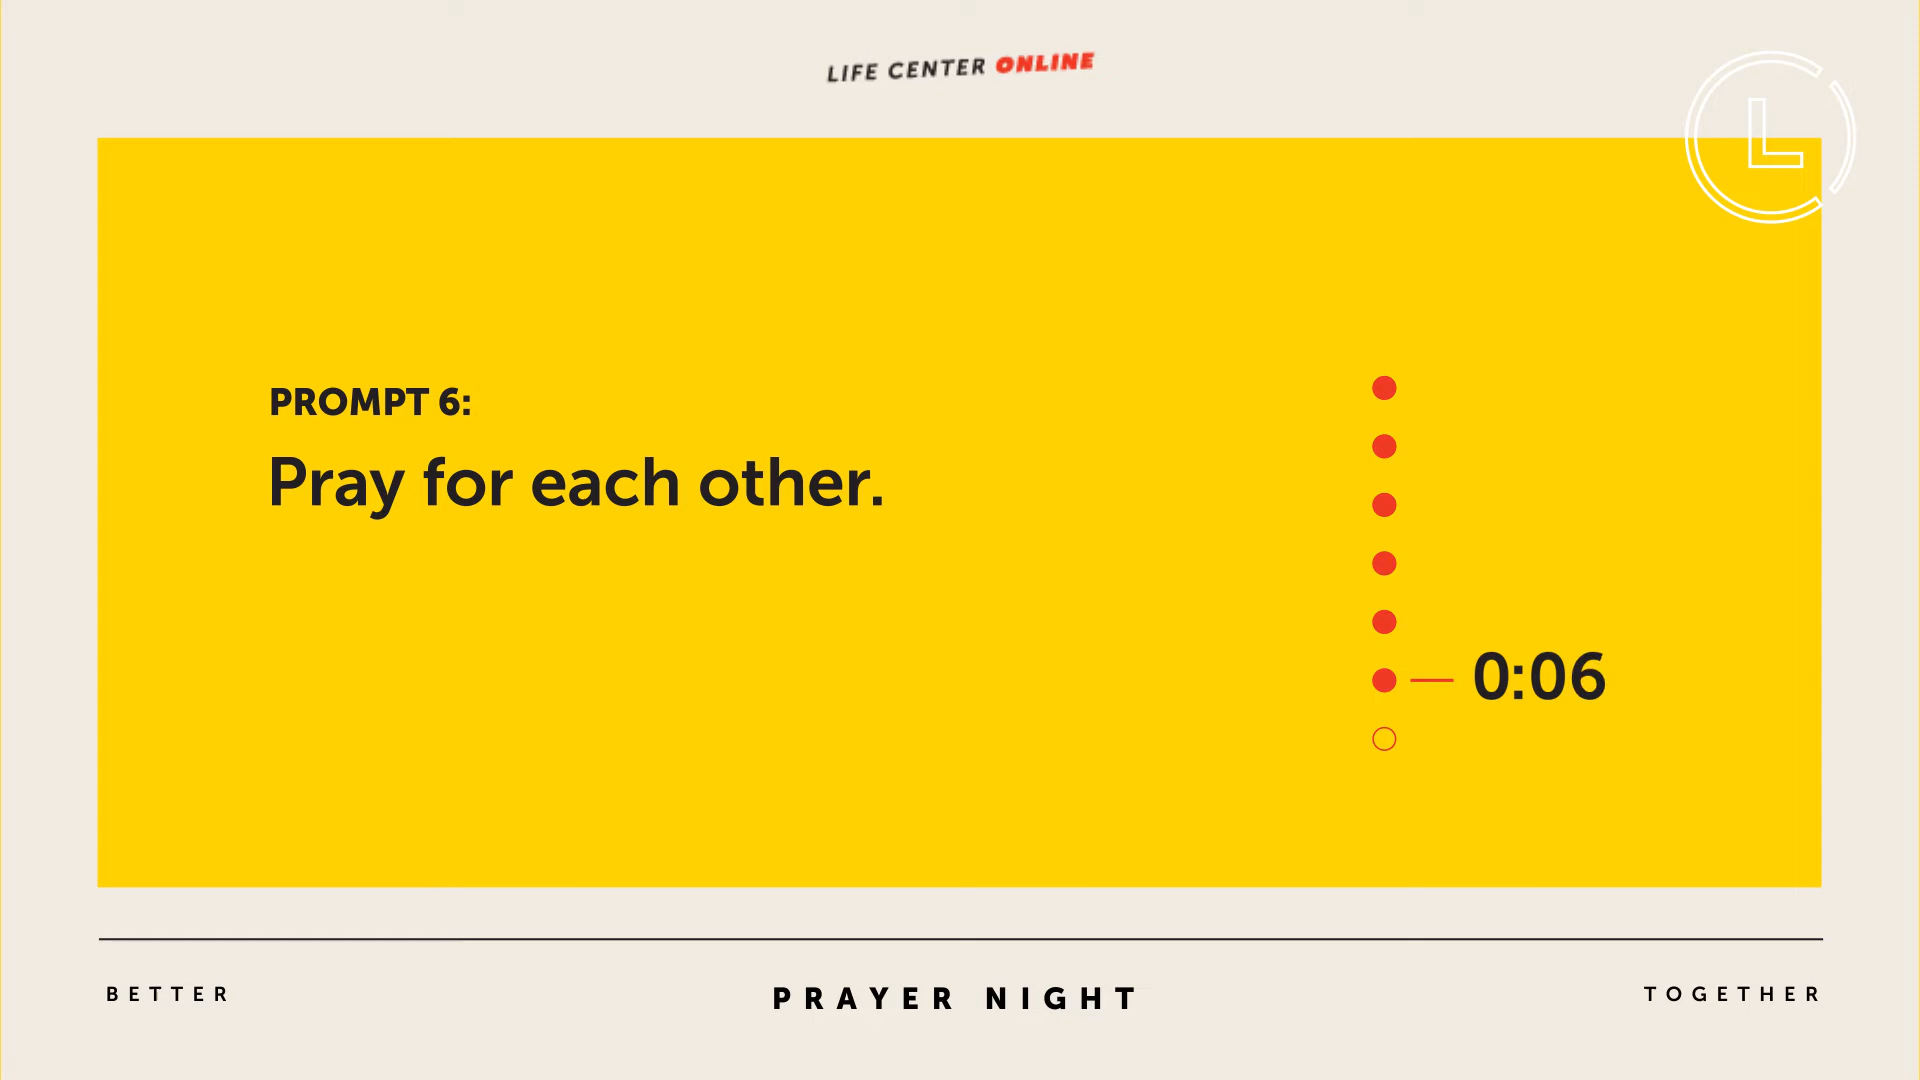 LIFE CENTER ONLINE
L
PROMPT 6:
Pray for each other.
0:06
BETTER
PRAYER NIGHT
TOGETHER